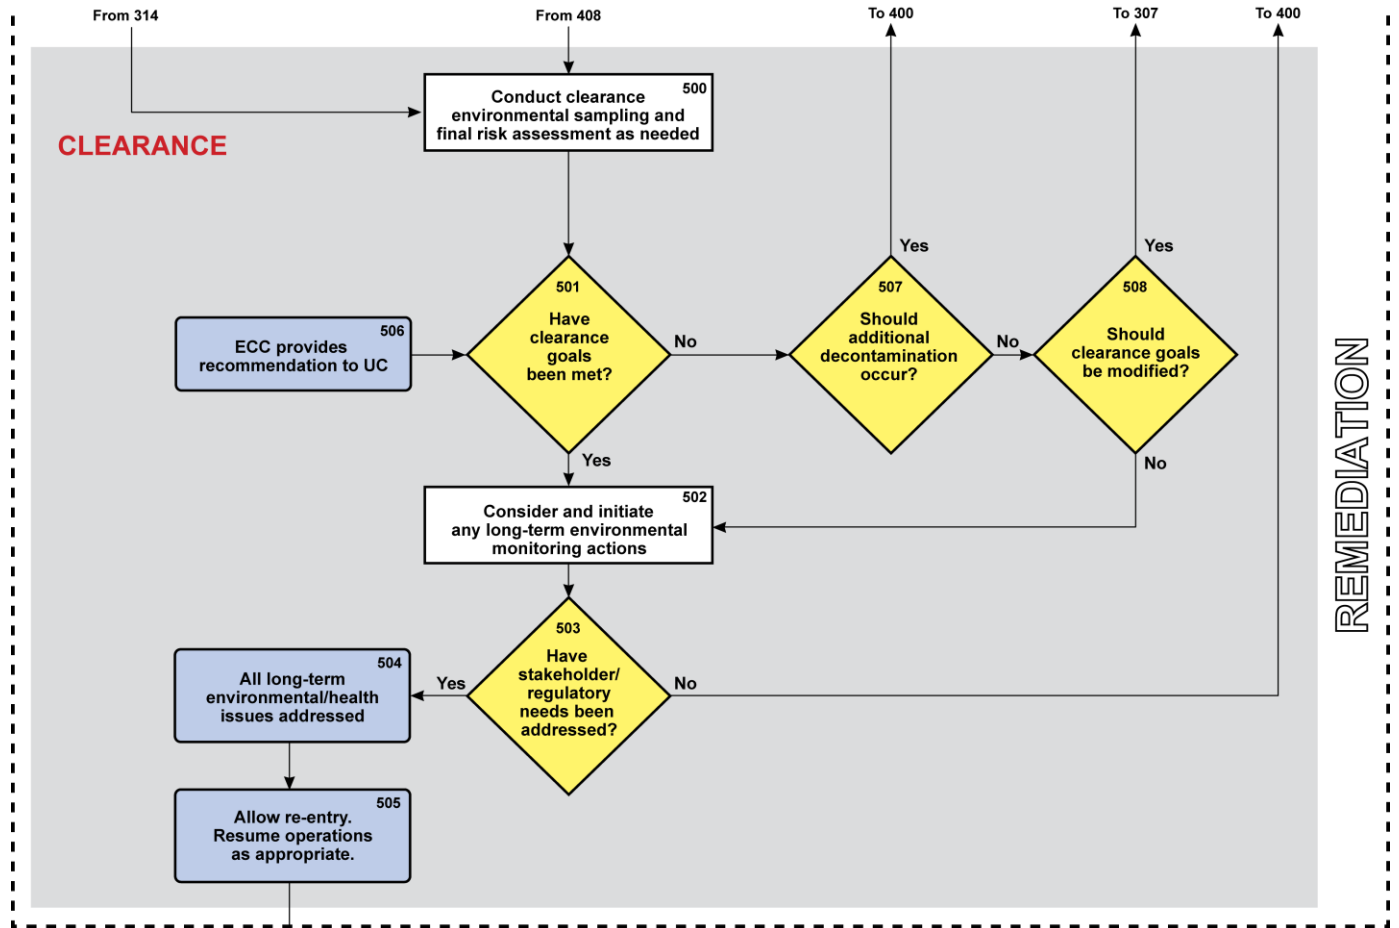 From 314
From 408
To 400
To 307
To 400
CLEARANCE
500
Conduct clearance
environmental sampling and
final risk assessment as needed
501
Have
clearance
goals
been met?
No
Yes
506
ECC provides
recommendation to UC
507
Should
additional
decontamination
occur?
Yes
No
508
Should
clearance goals
be modified?
Yes
No
502
Consider and initiate
any long-term environmental
monitoring actions
503
Have
stakeholder/
regulatory
needs been
addressed?
Yes
No
504
All long-term
environmental/health
issues addressed
505
Allow re-entry.
Resume operations
as appropriate.
REMEDIATION